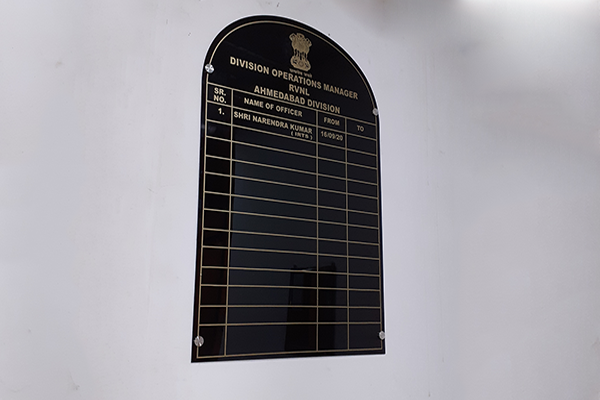 DIVISION OPERATIONS MANAGER
RVNL
AHMEDABAD DIVISION
SR. NO. NAME OF OFFICER FROM TO
1. SHRI NARENDRA KUMAR 16/09/20
( IRTS )